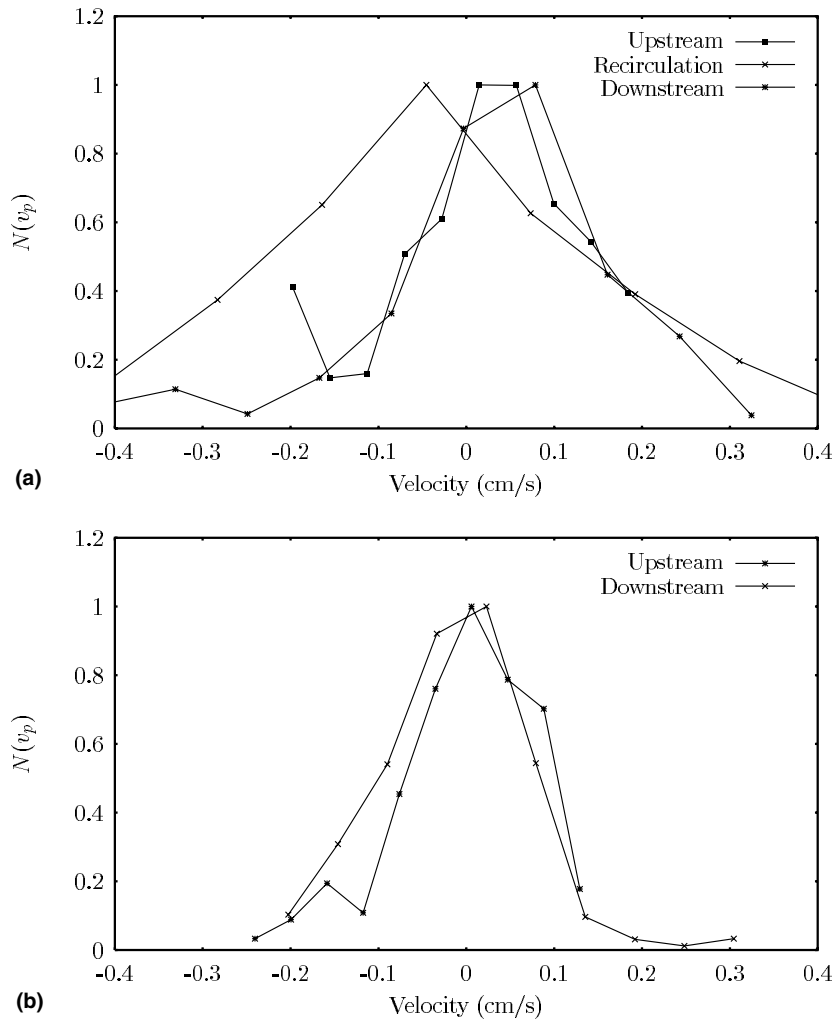 1.2
1
0.8
0.6
0.4
0.2
0
N(v_p)
Upstream
Recirculation
Downstream
-0.4 -0.3 -0.2 -0.1 0 0.1 0.2 0.3 0.4
Velocity (cm/s)
(a)
1.2
1
0.8
0.6
0.4
0.2
0
N(v_p)
Upstream
Downstream
-0.4 -0.3 -0.2 -0.1 0 0.1 0.2 0.3 0.4
Velocity (cm/s)
(b)